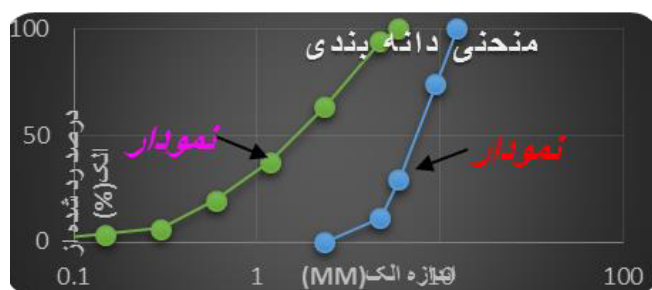 منحنی دانه بندی
100
50
0
درصد رد شده از
الک(%)
نمودار
نمودار
0.1 1 10 100
اندازه الک(MM)